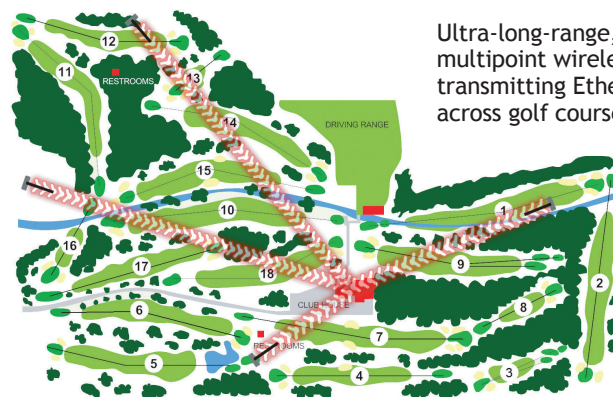 Ultra-long-range,
multipoint wirele
transmitting Ethe
across golf course
12
11
RESTROOMS
13
14
DRIVING RANGE
15
10
1
16
17
18
9
2
CLUB
6
8
7
5
4
3